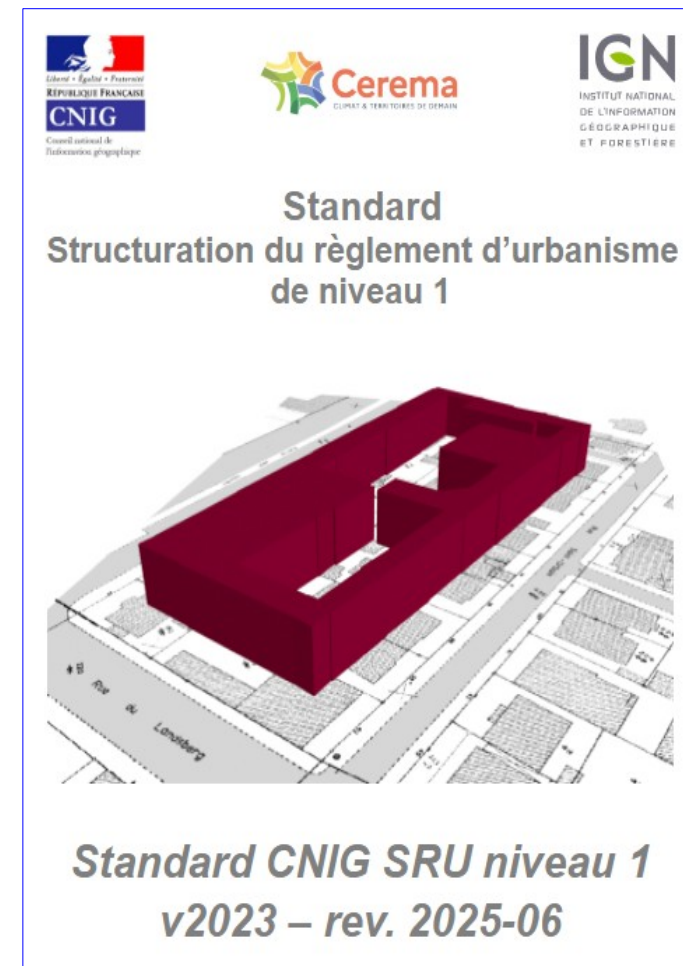 Liberté • Égalité • Fraternité
RÉPUBLIQUE FRANÇAISE
CNIG
Conseil national de
l'information géographique
Cerema
CLIMAT & TERRITOIRES DE DEMAIN
IGN
INSTITUT NATIONAL
DE L'INFORMATION
GÉOGRAPHIQUE
ET FORESTIÈRE
Standard
Structuration du règlement d'urbanisme
de niveau 1
Rue du Landsberg
Standard CNIG SRU niveau 1
v2023 – rev. 2025-06